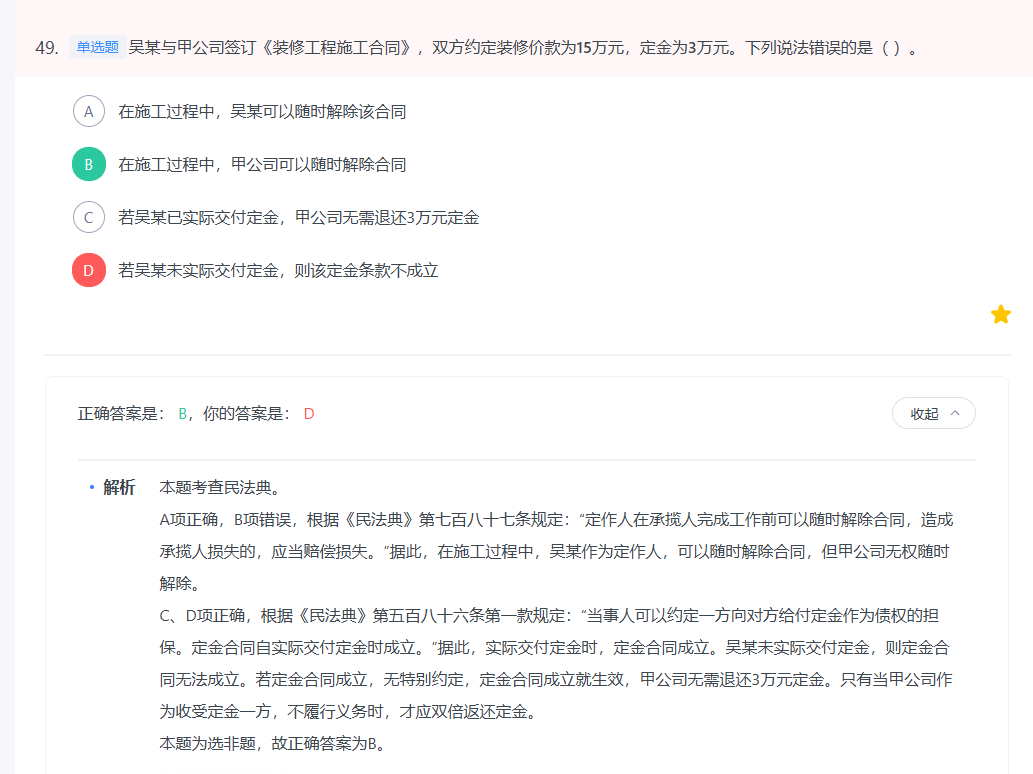 49. 单选题 吴某与甲公司签订《装修工程施工合同》，双方约定装修价款为15万元，定金为3万元。下列说法错误的是（ ）。
A 在施工过程中，吴某可以随时解除该合同
B 在施工过程中，甲公司可以随时解除合同
C 若吴某已实际交付定金，甲公司无需退还3万元定金
D 若吴某未实际交付定金，则该定金条款不成立
正确答案是： B，你的答案是： D
收起
解析 本题考查民法典。
A项正确，B项错误，根据《民法典》第七百八十七条规定：“定作人在承揽人完成工作前可以随时解除合同，造成
承揽人损失的，应当赔偿损失。”据此，在施工过程中，吴某作为定作人，可以随时解除合同，但甲公司无权随时
解除。
C、D项正确，根据《民法典》第五百八十六条第一款规定：“当事人可以约定一方向对方给付定金作为债权的担
保。定金合同自实际交付定金时成立。”据此，实际交付定金时，定金合同成立。吴某未实际交付定金，则定金合
同无法成立。若定金合同成立，无特别约定，定金合同成立就生效，甲公司无需退还3万元定金。只有当甲公司作
为收受定金一方，不履行义务时，才应双倍返还定金。
本题为选非题，故正确答案为B。